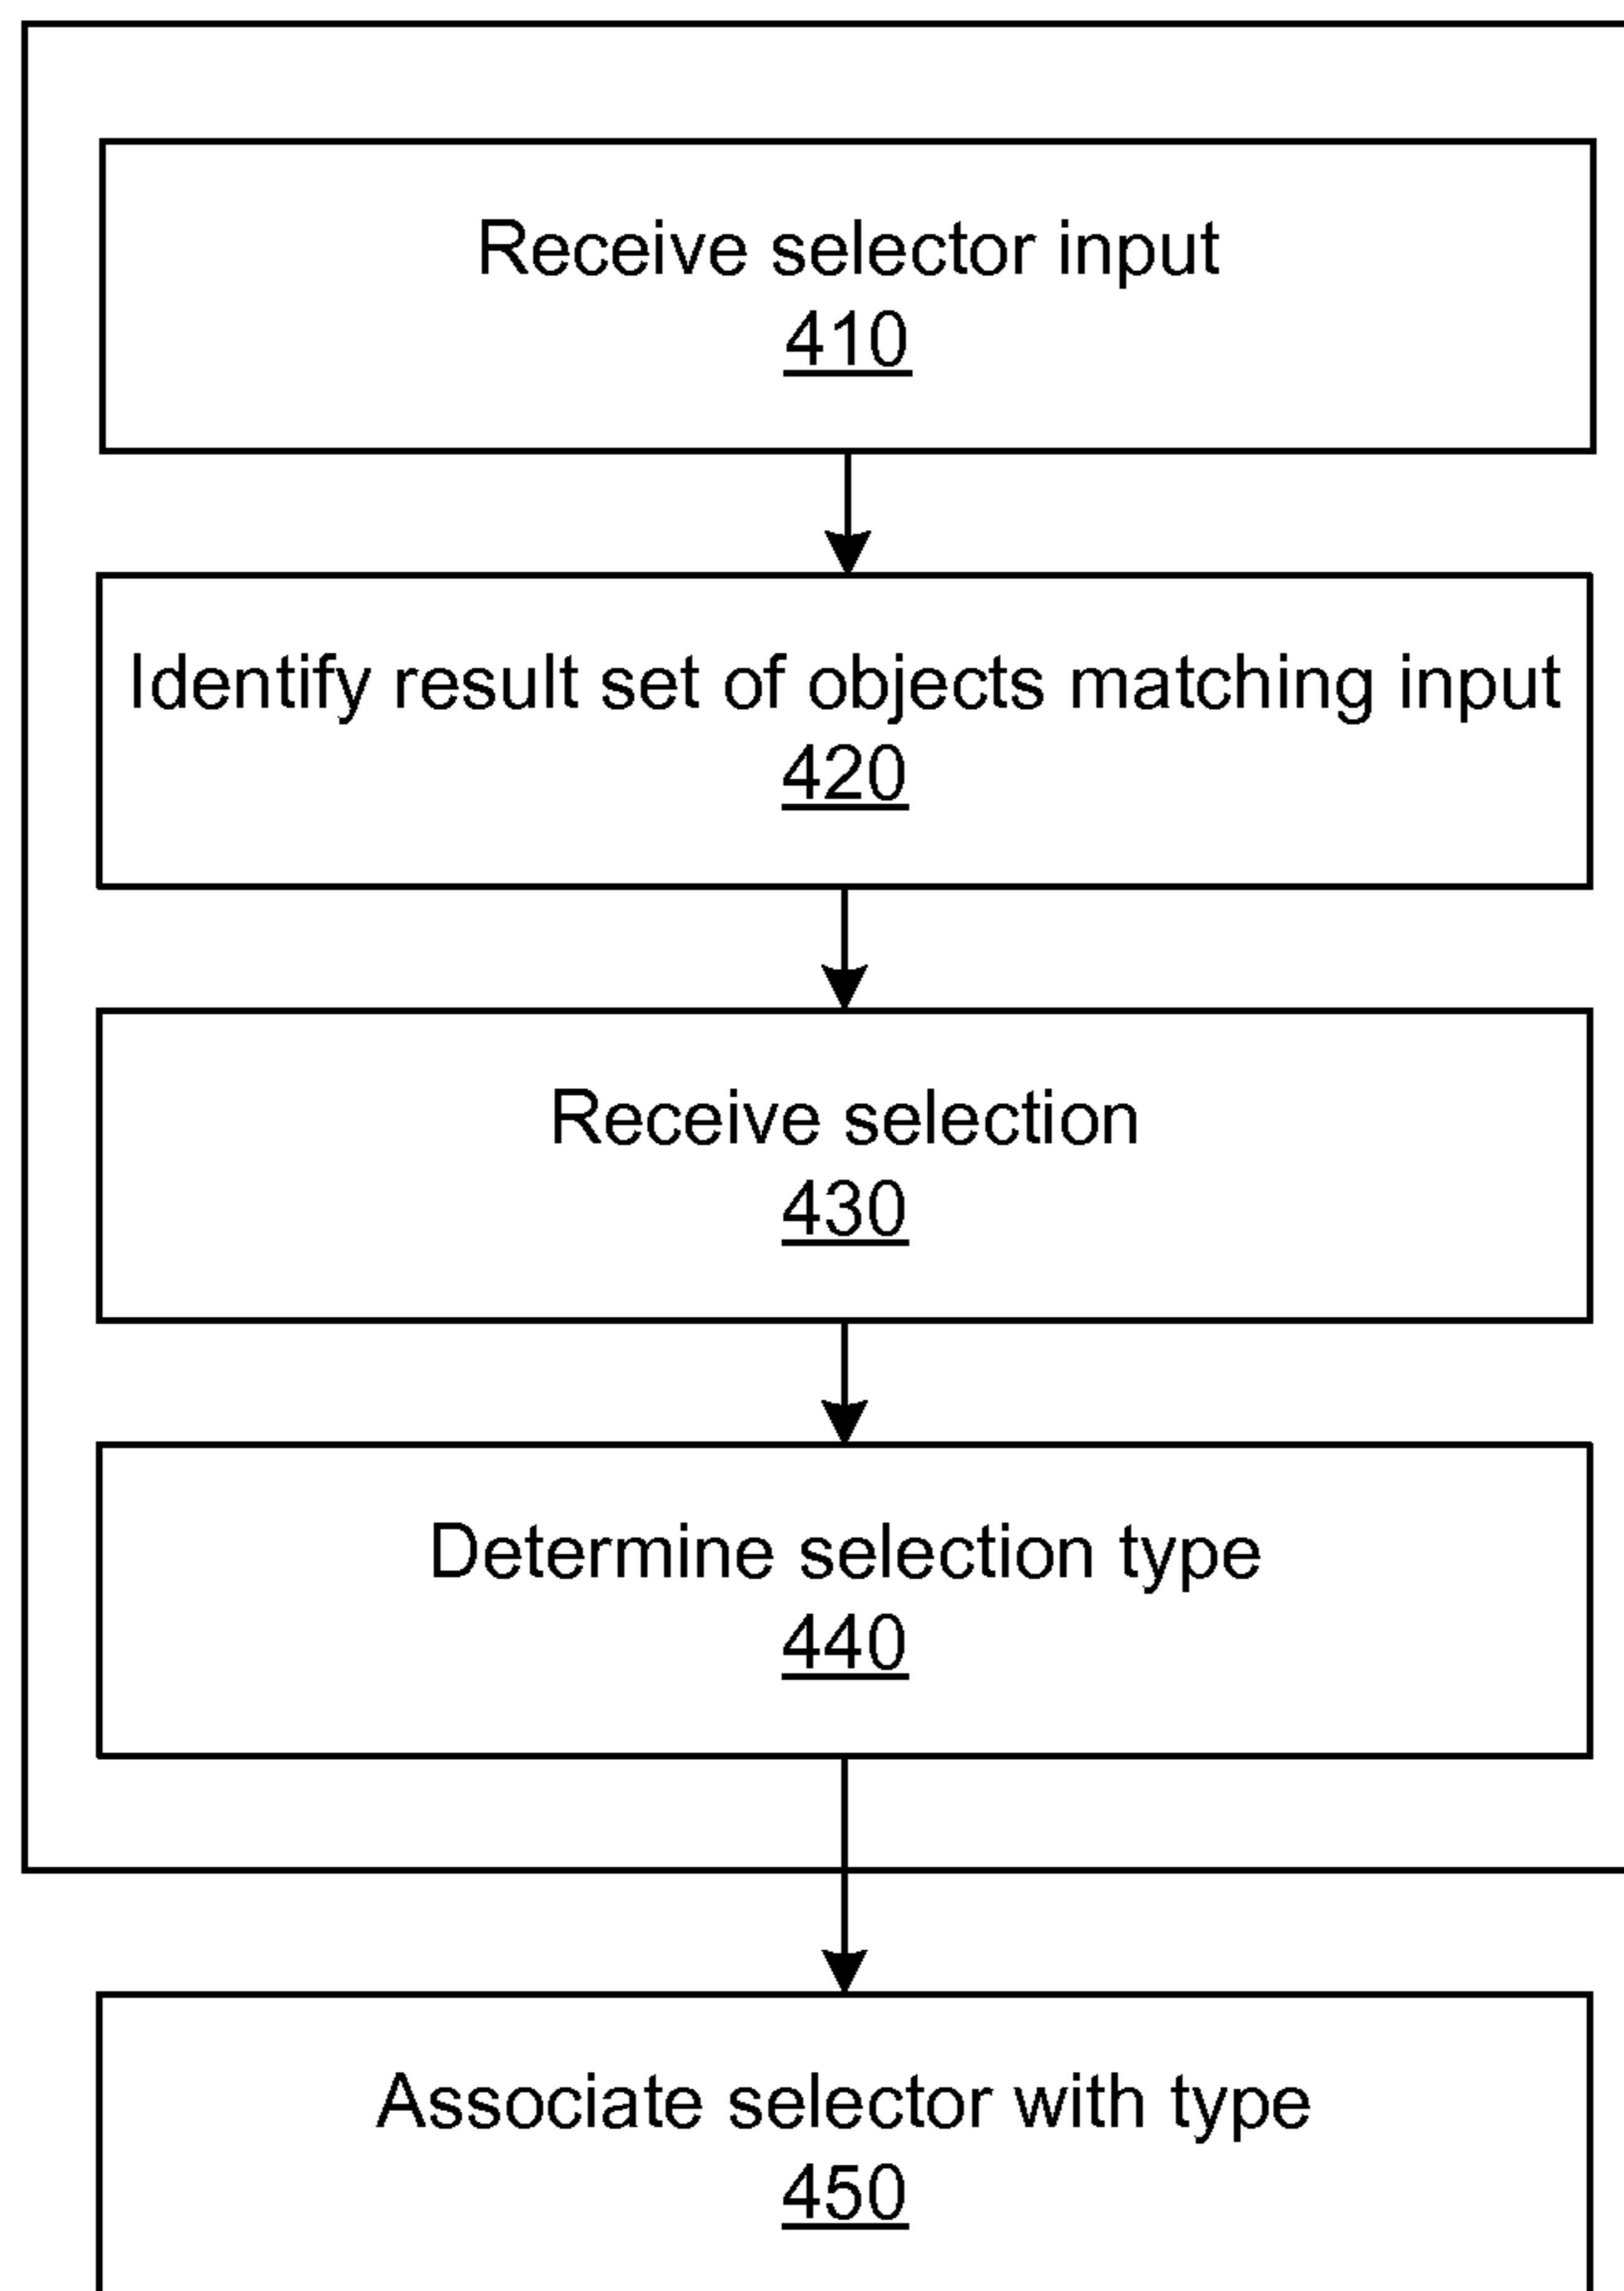 Receive selector input
410
Identify result set of objects matching input
420
Receive selection
430
Determine selection type
440
Associate selector with type
450